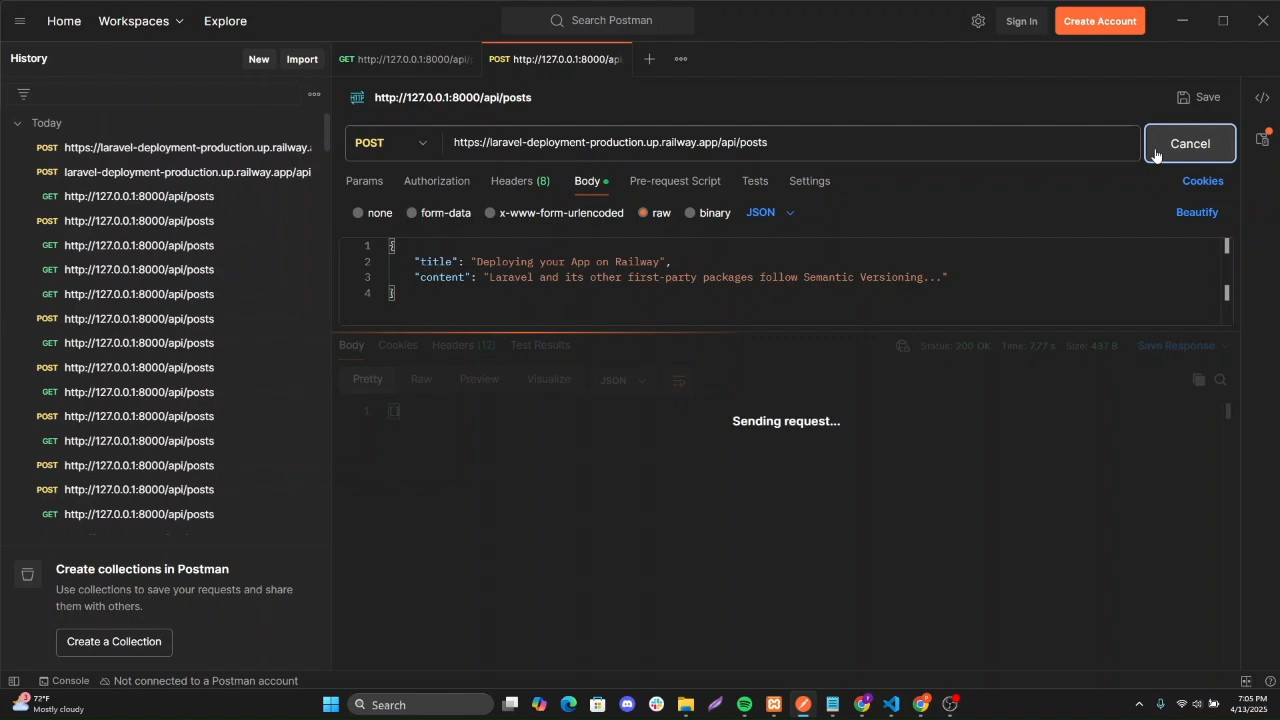 Home Workspaces Explore Search Postman Sign In Create Account
History New Import GET http://127.0.0.1:8000/api/ POST http://127.0.0.1:8000/api
HTTP http://127.0.0.1:8000/api/posts Save
Today
POST https://laravel-deployment-production.up.railway. POST https://laravel-deployment-production.up.railway.app/api/posts Cancel
POST laravel-deployment-production.up.railway.app/api
GET http://127.0.0.1:8000/api/posts Params Authorization Headers (8) Body Pre-request Script Tests Settings Cookies
POST http://127.0.0.1:8000/api/posts none form-data x-www-form-urlencoded raw binary JSON Beautify
GET http://127.0.0.1:8000/api/posts 1 {
GET http://127.0.0.1:8000/api/posts 2 "title": "Deploying your App on Railway",
GET http://127.0.0.1:8000/api/posts 3 "content": "Laravel and its other first-party packages follow Semantic Versioning..."
POST http://127.0.0.1:8000/api/posts 4 }
GET http://127.0.0.1:8000/api/posts Body Cookies Headers (12) Test Results Status: 200 OK Time: 7.77 s Size: 437 B Save Response
POST http://127.0.0.1:8000/api/posts Pretty Raw Preview Visualize JSON
GET http://127.0.0.1:8000/api/posts 1 []
POST http://127.0.0.1:8000/api/posts Sending request...
GET http://127.0.0.1:8000/api/posts
POST http://127.0.0.1:8000/api/posts
POST http://127.0.0.1:8000/api/posts
GET http://127.0.0.1:8000/api/posts
Create collections in Postman
Use collections to save your requests and share
them with others.
Create a Collection
Console Not connected to a Postman account
3 72°F
Mostly cloudy
Search
7:05 PM
4/13/2025